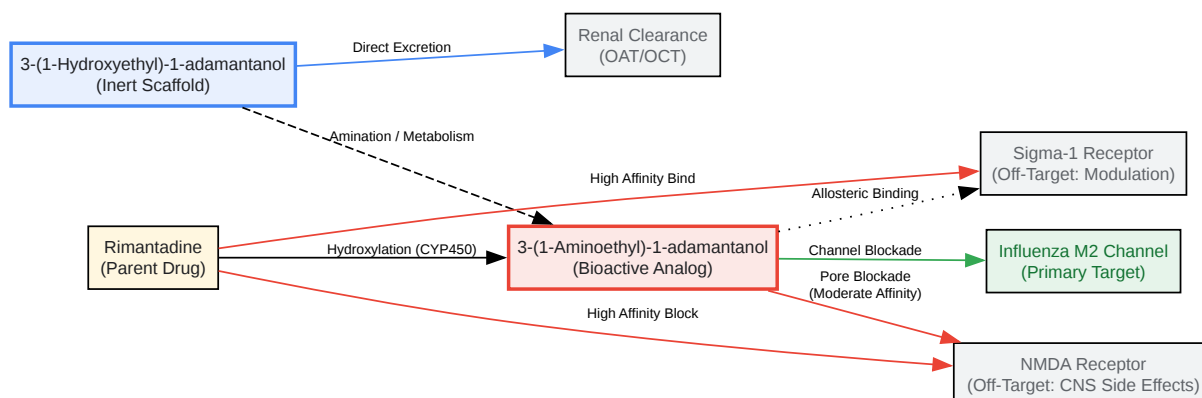 3-(1-Hydroxyethyl)-1-adamantanol
(Inert Scaffold)
Direct Excretion
Renal Clearance
(OAT/OCT)
Amination / Metabolism
Rimantadine
(Parent Drug)
High Affinity Bind
Hydroxylation (CYP450)
High Affinity Block
3-(1-Aminoethyl)-1-adamantanol
(Bioactive Analog)
Allosteric Binding
Channel Blockade
Pore Blockade
(Moderate Affinity)
Sigma-1 Receptor
(Off-Target: Modulation)
Influenza M2 Channel
(Primary Target)
NMDA Receptor
(Off-Target: CNS Side Effects)